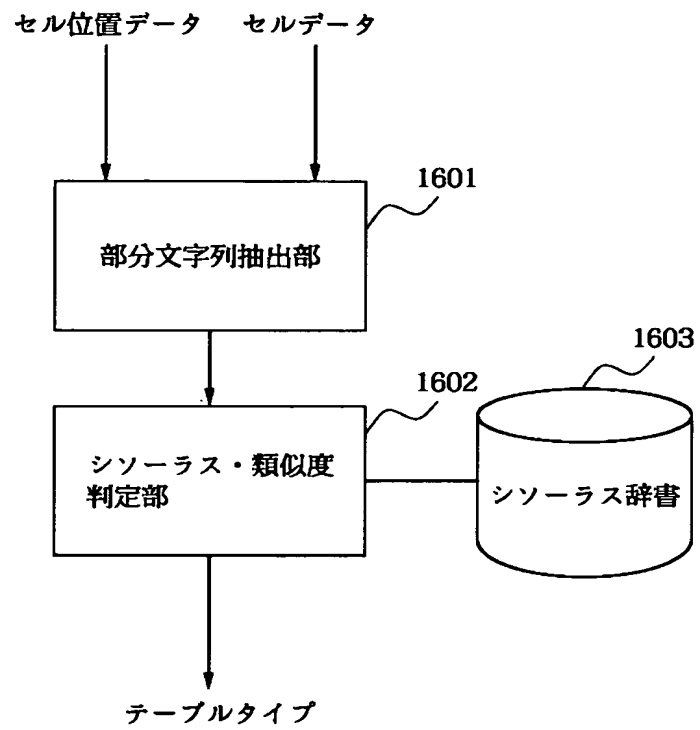 セル位置データ セルデータ
1601
部分文字列抽出部
1603
1602
シソーラス・類似度
判定部
シソーラス辞書
テーブルタイプ